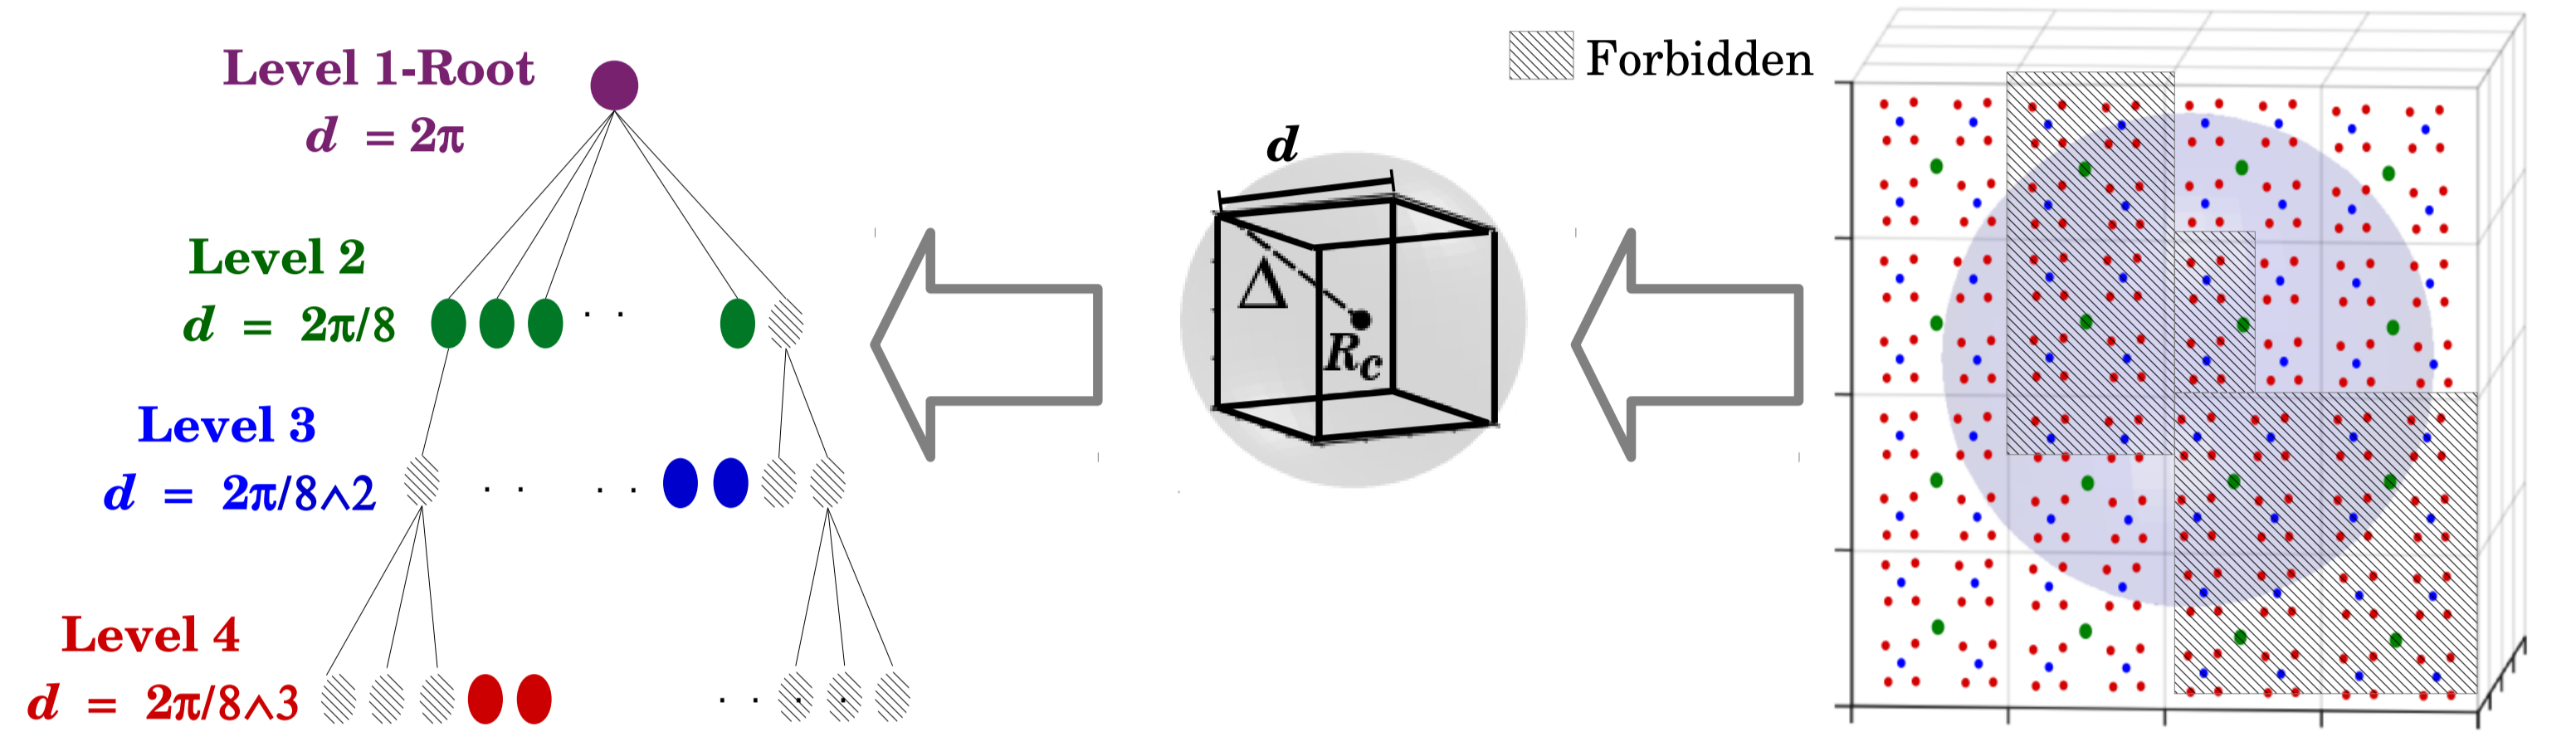 Level 1-Root
d = 2π
Level 2
d = 2π/8
Level 3
d = 2π/8∧2
Level 4
d = 2π/8∧3
d
Δ
Rc
Forbidden